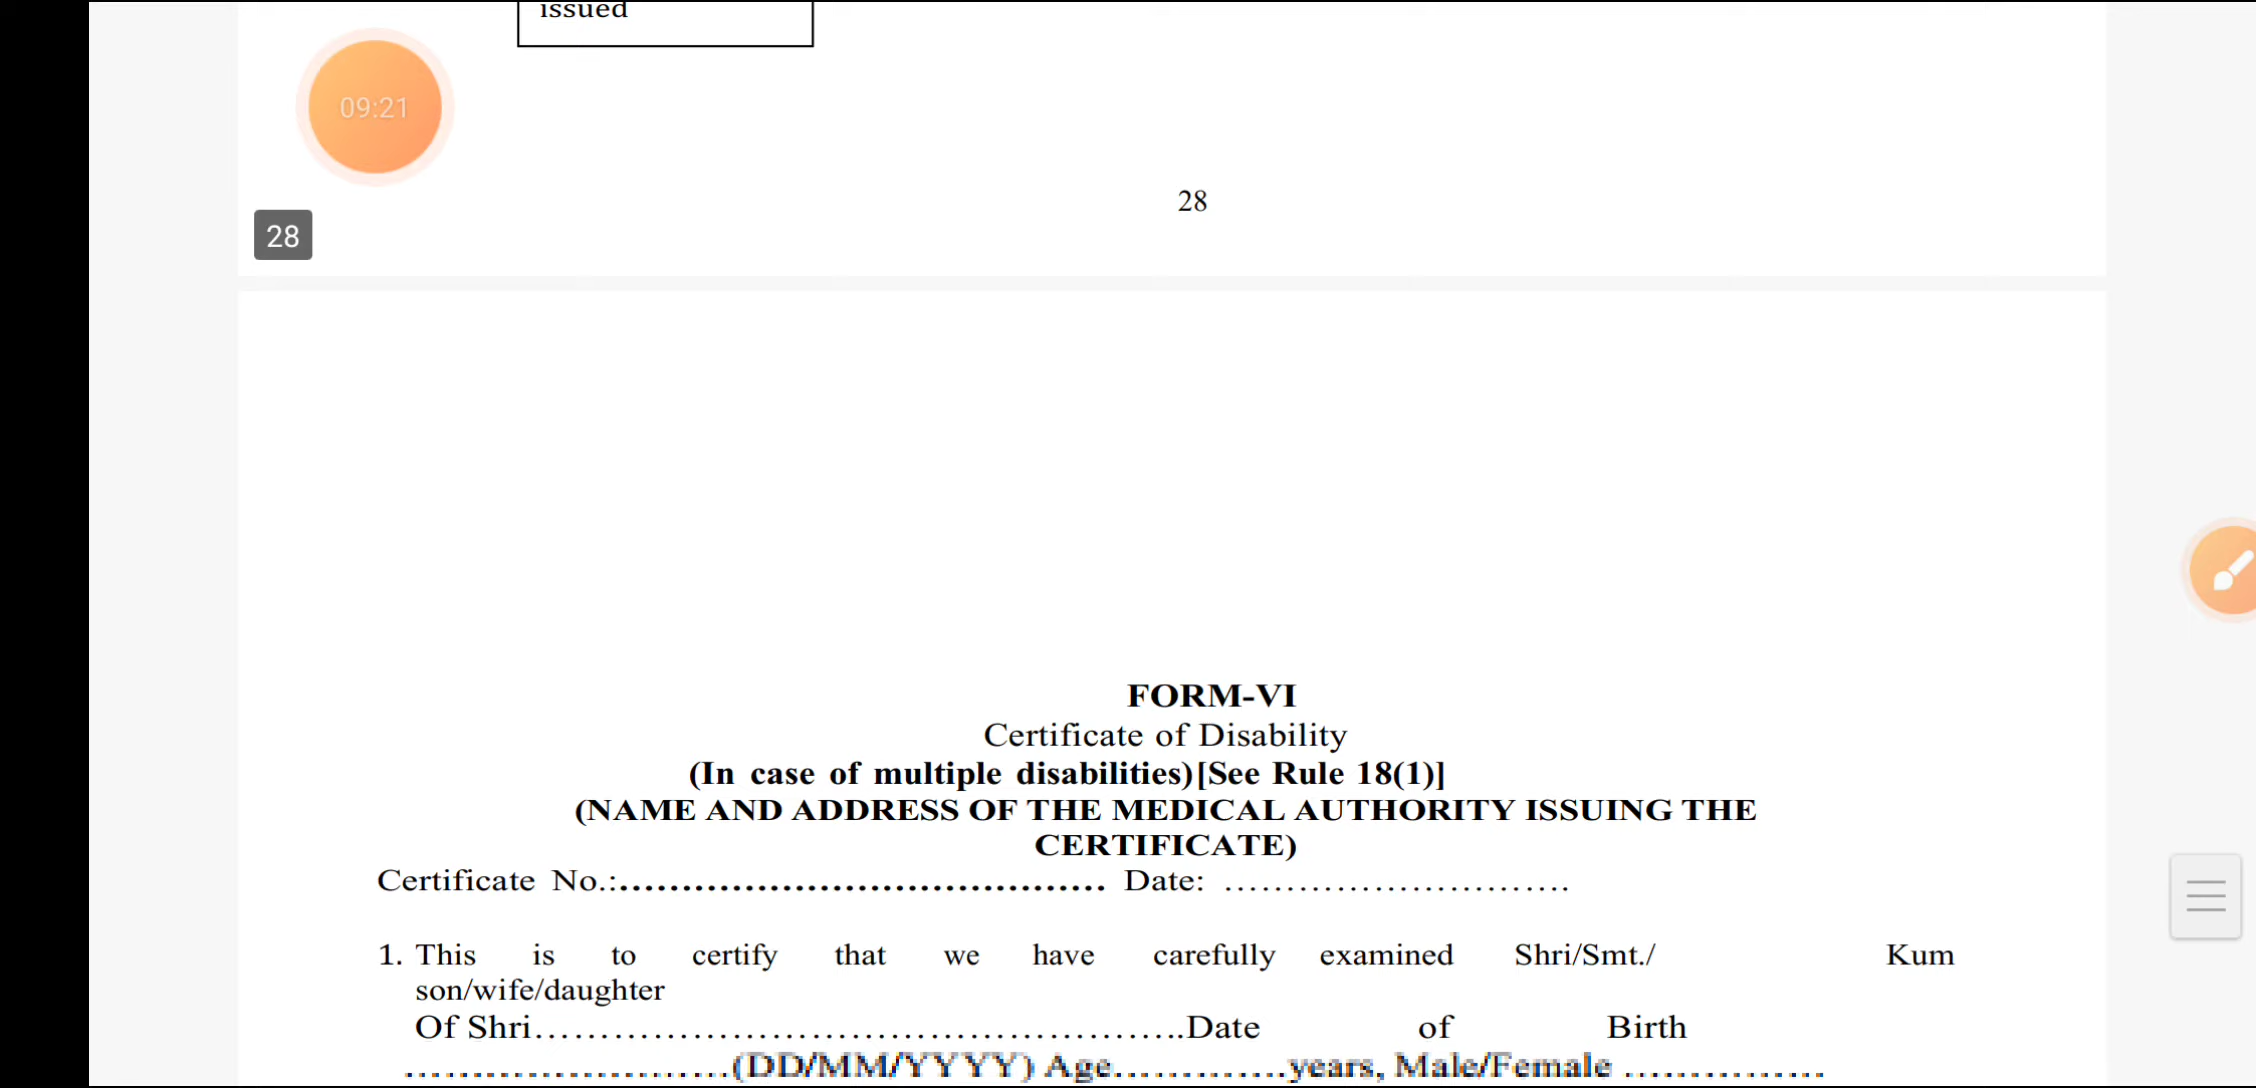 issued
09:21
28
28
FORM-VI
Certificate of Disability
(In case of multiple disabilities)[See Rule 18(1)]
(NAME AND ADDRESS OF THE MEDICAL AUTHORITY ISSUING THE
CERTIFICATE)
Certificate No.:....................................... Date: ............................
1. This is to certify that we have carefully examined Shri/Smt./ Kum
son/wife/daughter
Of Shri....................................................Date of Birth
.........................(DD/MM/YYYY) Age.............years, Male/Female ................